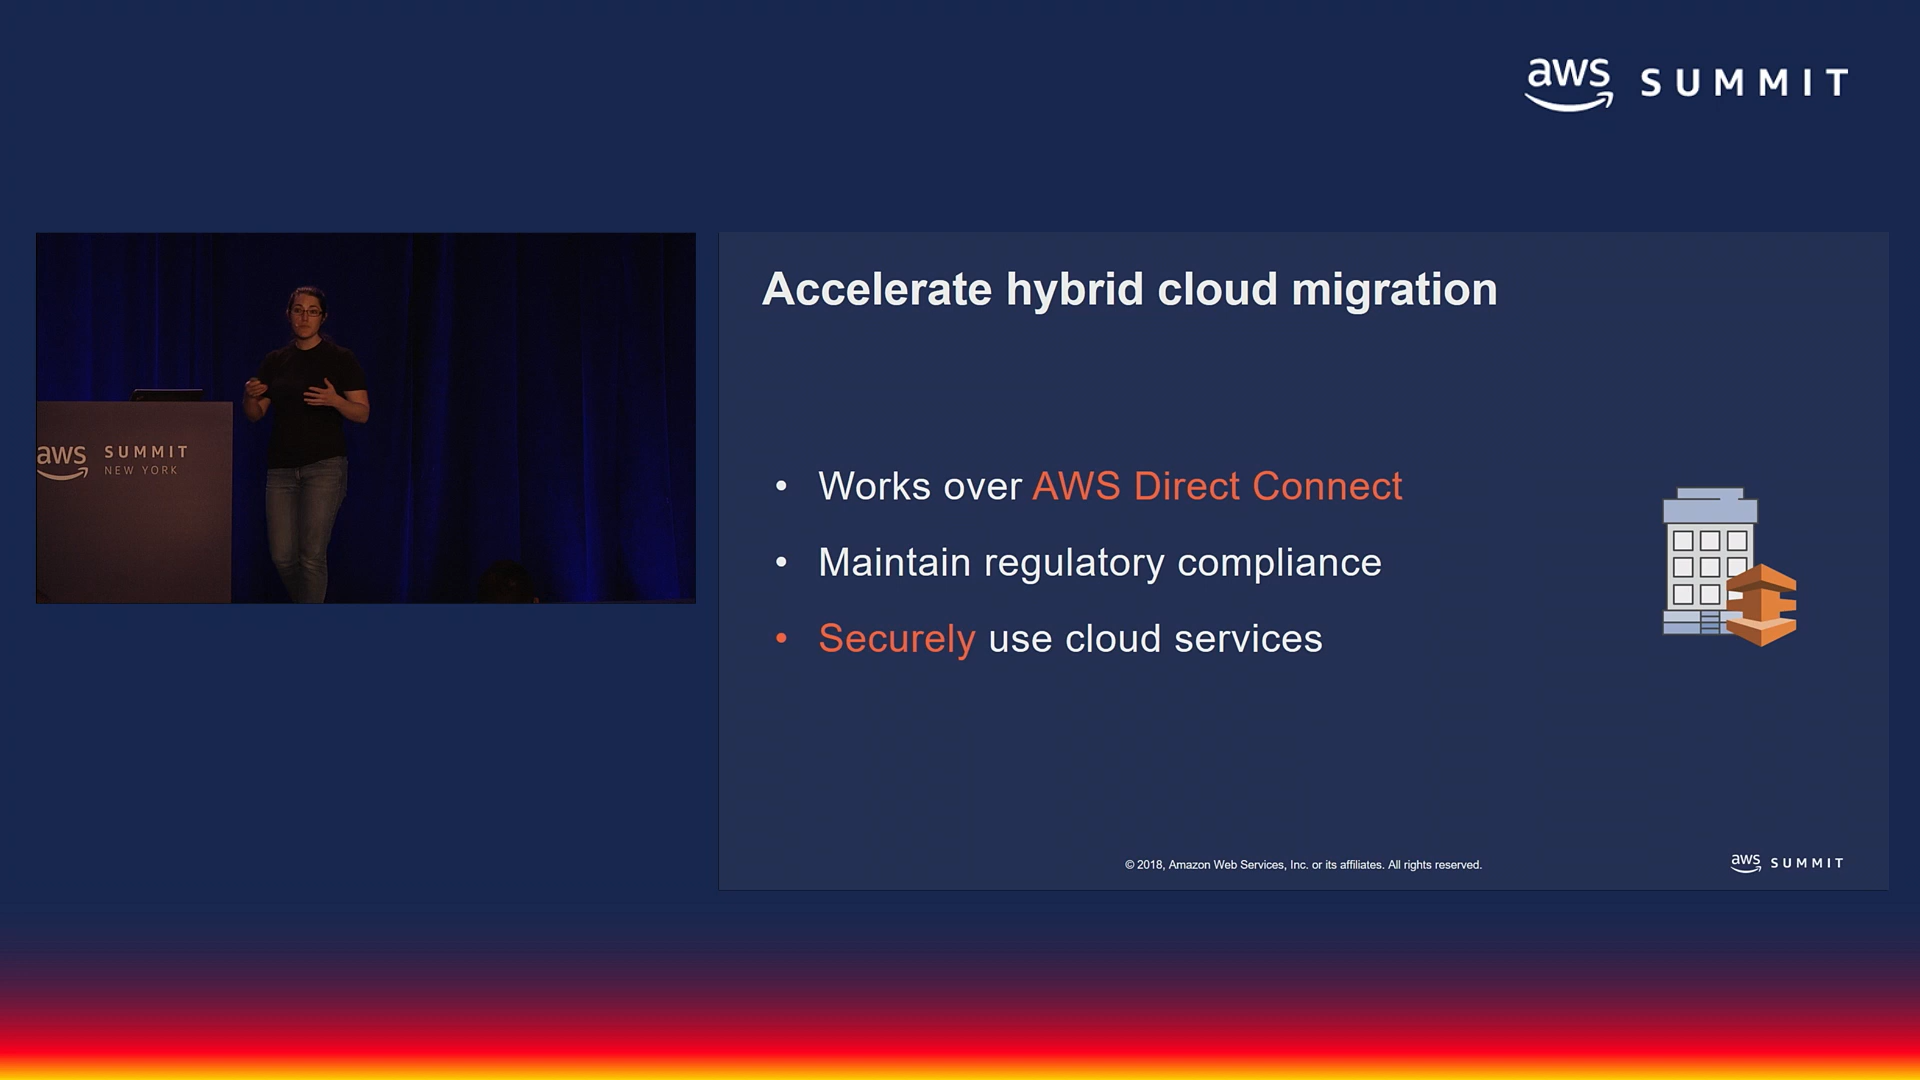 aws SUMMIT
aws SUMMIT
NEW YORK
Accelerate hybrid cloud migration
• Works over AWS Direct Connect
• Maintain regulatory compliance
• Securely use cloud services
© 2018, Amazon Web Services, Inc. or its affiliates. All rights reserved.
aws SUMMIT